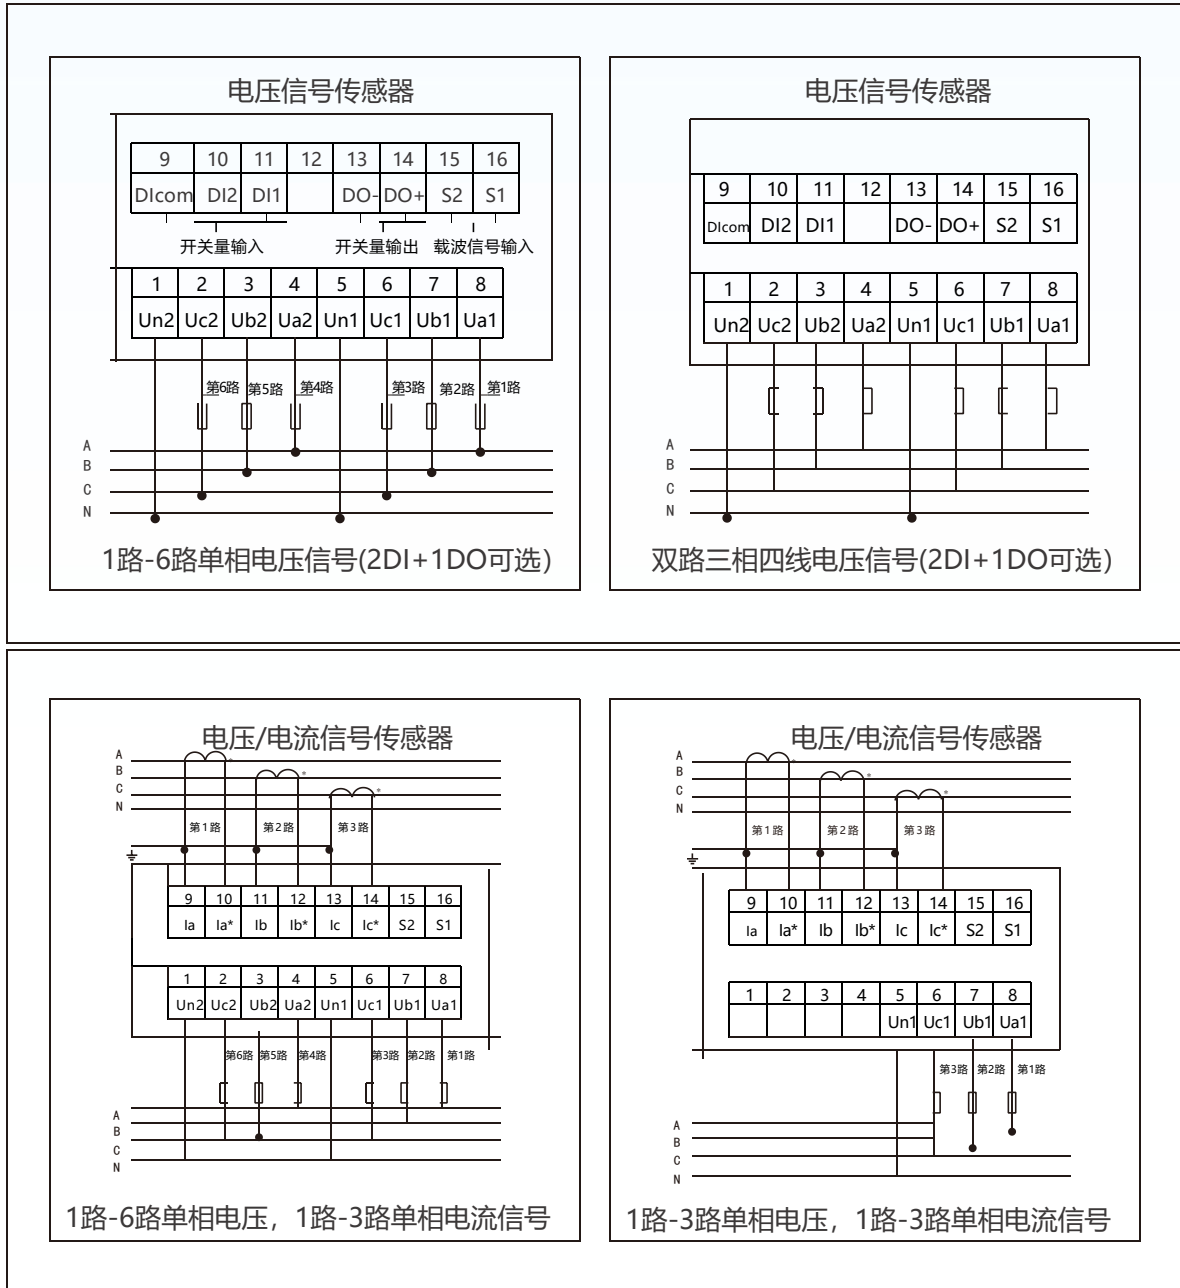 电压信号传感器
9 10 11 12 13 14 15 16
DIcom DI2 DI1 DO- DO+ S2 S1
开关量输入 开关量输出 载波信号输入
1 2 3 4 5 6 7 8
Un2 Uc2 Ub2 Ua2 Un1 Uc1 Ub1 Ua1
第6路 第5路 第4路 第3路 第2路 第1路
A
B
C
N
1路-6路单相电压信号(2DI+1DO可选)
电压信号传感器
9 10 11 12 13 14 15 16
DIcom DI2 DI1 DO- DO+ S2 S1
1 2 3 4 5 6 7 8
Un2 Uc2 Ub2 Ua2 Un1 Uc1 Ub1 Ua1
A
B
C
N
双路三相四线电压信号(2DI+1DO可选)
电压/电流信号传感器
A
*
B
*
C
*
N
第1路 第2路 第3路
9 10 11 12 13 14 15 16
Ia Ia* Ib Ib* Ic Ic* S2 S1
1 2 3 4 5 6 7 8
Un2 Uc2 Ub2 Ua2 Un1 Uc1 Ub1 Ua1
第6路 第5路 第4路 第3路 第2路 第1路
A
B
C
N
1路-6路单相电压，1路-3路单相电流信号
电压/电流信号传感器
A
*
B
*
C
*
N
第1路 第2路 第3路
9 10 11 12 13 14 15 16
Ia Ia* Ib Ib* Ic Ic* S2 S1
1 2 3 4 5 6 7 8
Un1 Uc1 Ub1 Ua1
第3路 第2路 第1路
A
B
C
N
1路-3路单相电压，1路-3路单相电流信号